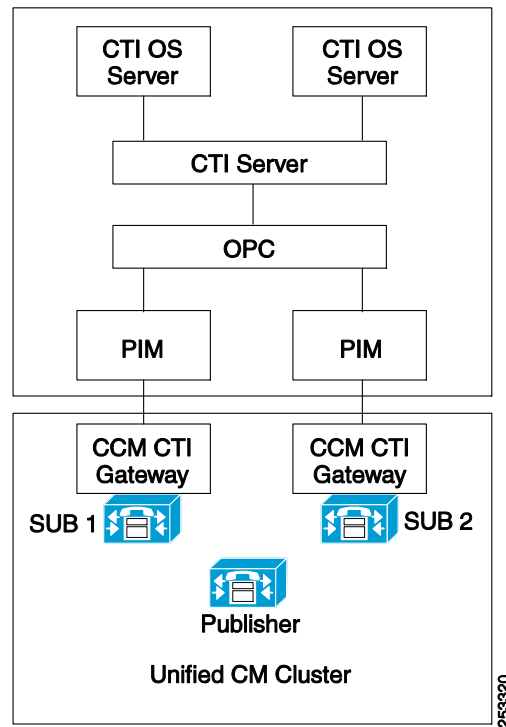 CTI OS
Server
CTI OS
Server
CTI Server
OPC
PIM
PIM
CCM CTI
Gateway
CCM CTI
Gateway
SUB 1
SUB 2
Publisher
Unified CM Cluster
253320